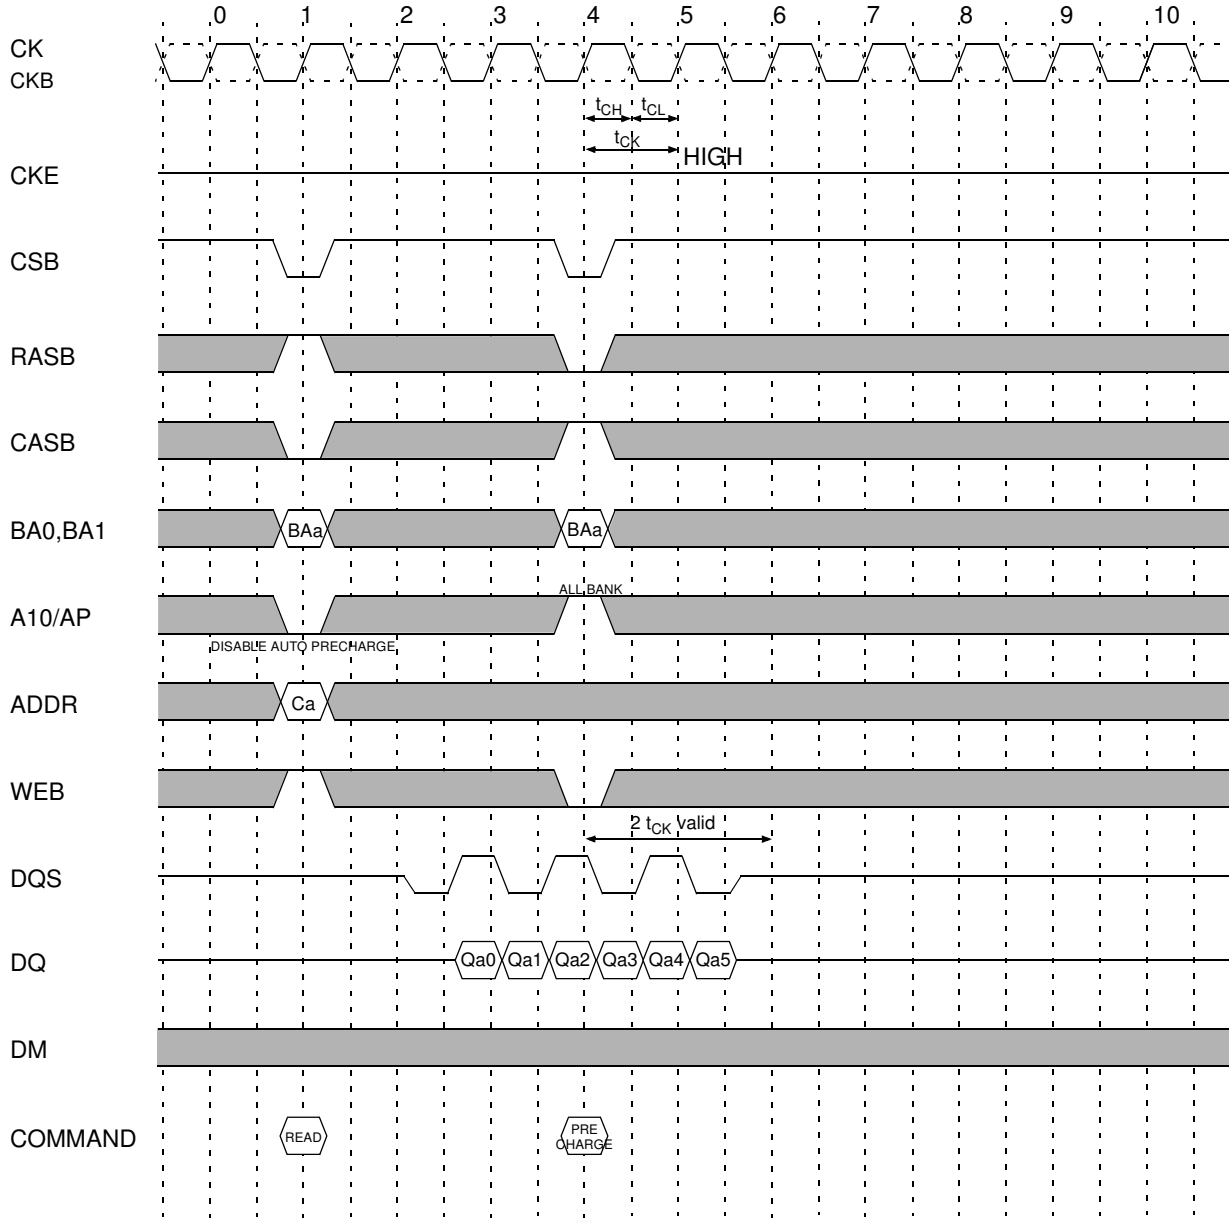 0 1 2 3 4 5 6 7 8 9 10
CK
CKB
tCH tCL
tCK
HIGH
CKE
CSB
RASB
CASB
BA0,BA1 BAa BAa
ALL BANK
A10/AP
DISABLE AUTO PRECHARGE
ADDR Ca
WEB
2 tCK valid
DQS
DQ Qa0 Qa1 Qa2 Qa3 Qa4 Qa5
DM
COMMAND READ PRE
CHARGE